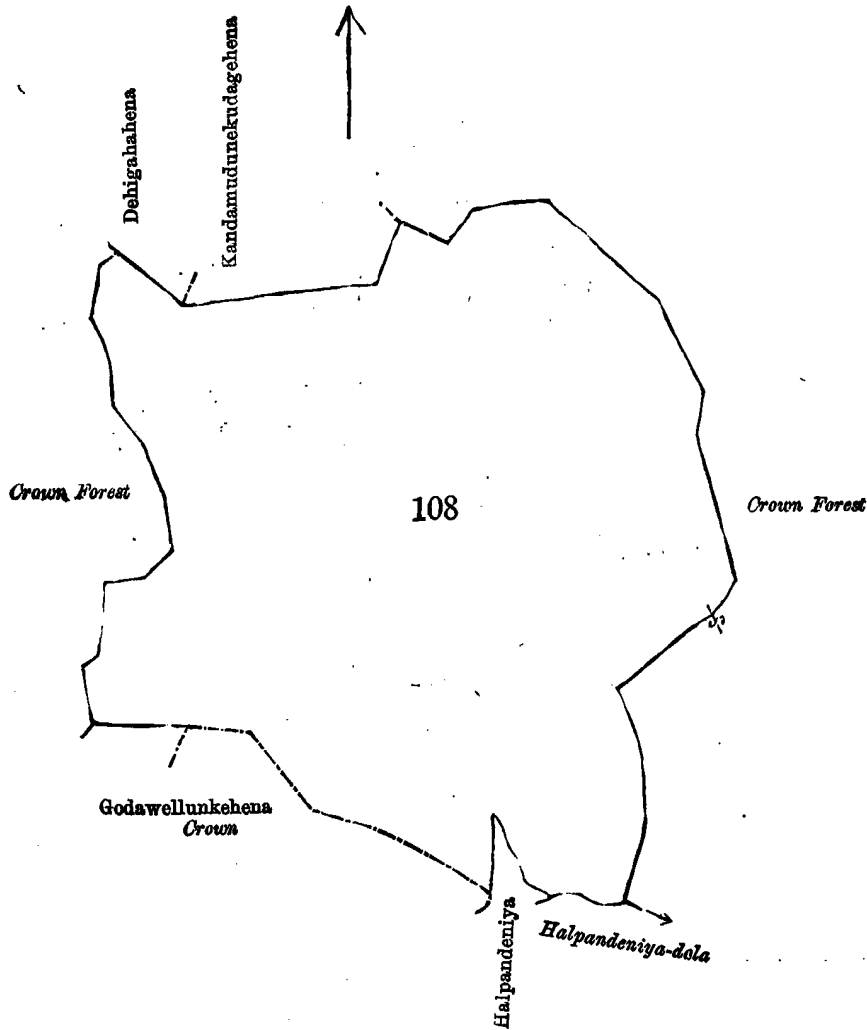 Dehigahahena
Kandamudunekudagehena
Crown Forest
108
Crown Forest
Godawellunkehena
Crown
Halpandeniya
Halpandeniya-dola